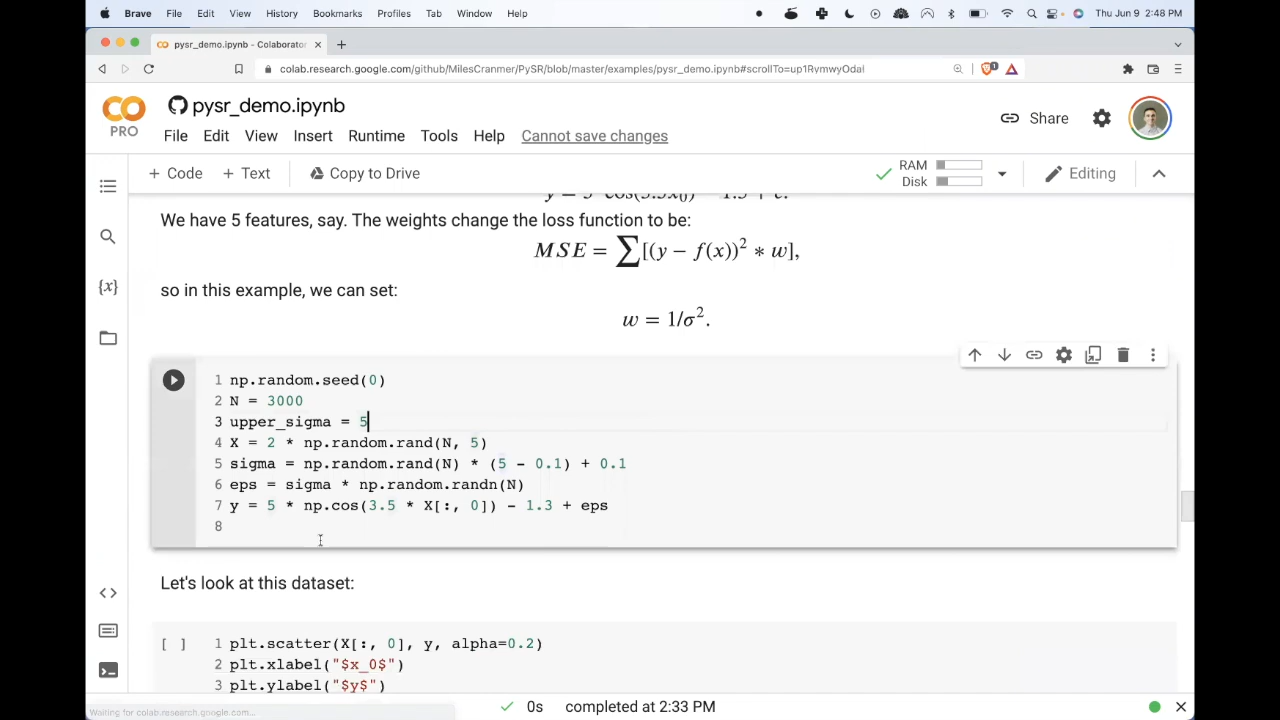 Brave File Edit View History Bookmarks Profiles Tab Window Help Thu Jun 9 2:48 PM
pysr_demo.ipynb - Colaborator
colab.research.google.com/github/MilesCranmer/PySR/blob/master/examples/pysr_demo.ipynb#scrollTo=up1RvmwyOdal
CO PRO
pysr_demo.ipynb
File Edit View Insert Runtime Tools Help Cannot save changes
Share
+ Code + Text Copy to Drive
RAM
Disk
Editing
We have 5 features, say. The weights change the loss function to be:
MSE = ∑[(y − f(x))² ∗ w],
so in this example, we can set:
w = 1/σ².
{x}
1 np.random.seed(0)
2 N = 3000
3 upper_sigma = 5
4 X = 2 * np.random.rand(N, 5)
5 sigma = np.random.rand(N) * (5 - 0.1) + 0.1
6 eps = sigma * np.random.randn(N)
7 y = 5 * np.cos(3.5 * X[:, 0]) - 1.3 + eps
8
Let's look at this dataset:
[ ] 1 plt.scatter(X[:, 0], y, alpha=0.2)
2 plt.xlabel("$x_0$")
3 plt.ylabel("$y$")
Waiting for colab.research.google.com...
0s completed at 2:33 PM